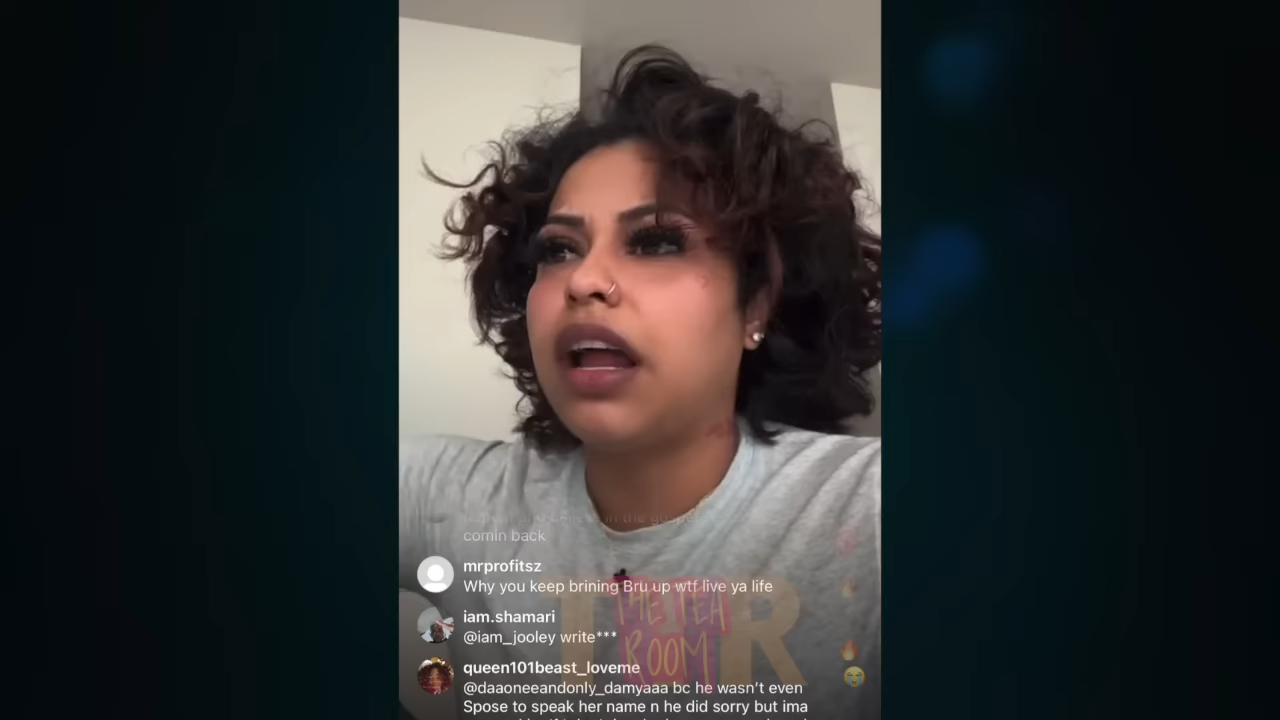 comin back
mrprofitsz
Why you keep brining Bru up wtf live ya life
iam.shamari
@iam_jooley write***
queen101beast_loveme
@daaoneeandonly_damyaaa bc he wasn't even
Spose to speak her name n he did sorry but ima
THE TEA
ROOM
T R